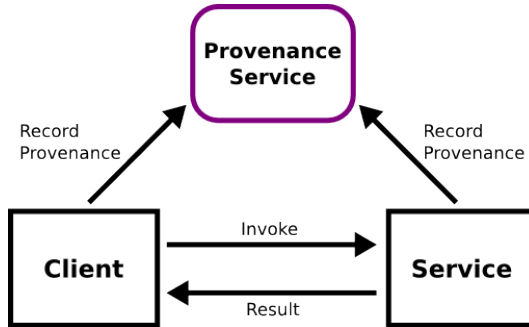 Provenance
Service
Record
Provenance
Record
Provenance
Invoke
Client
Service
Result